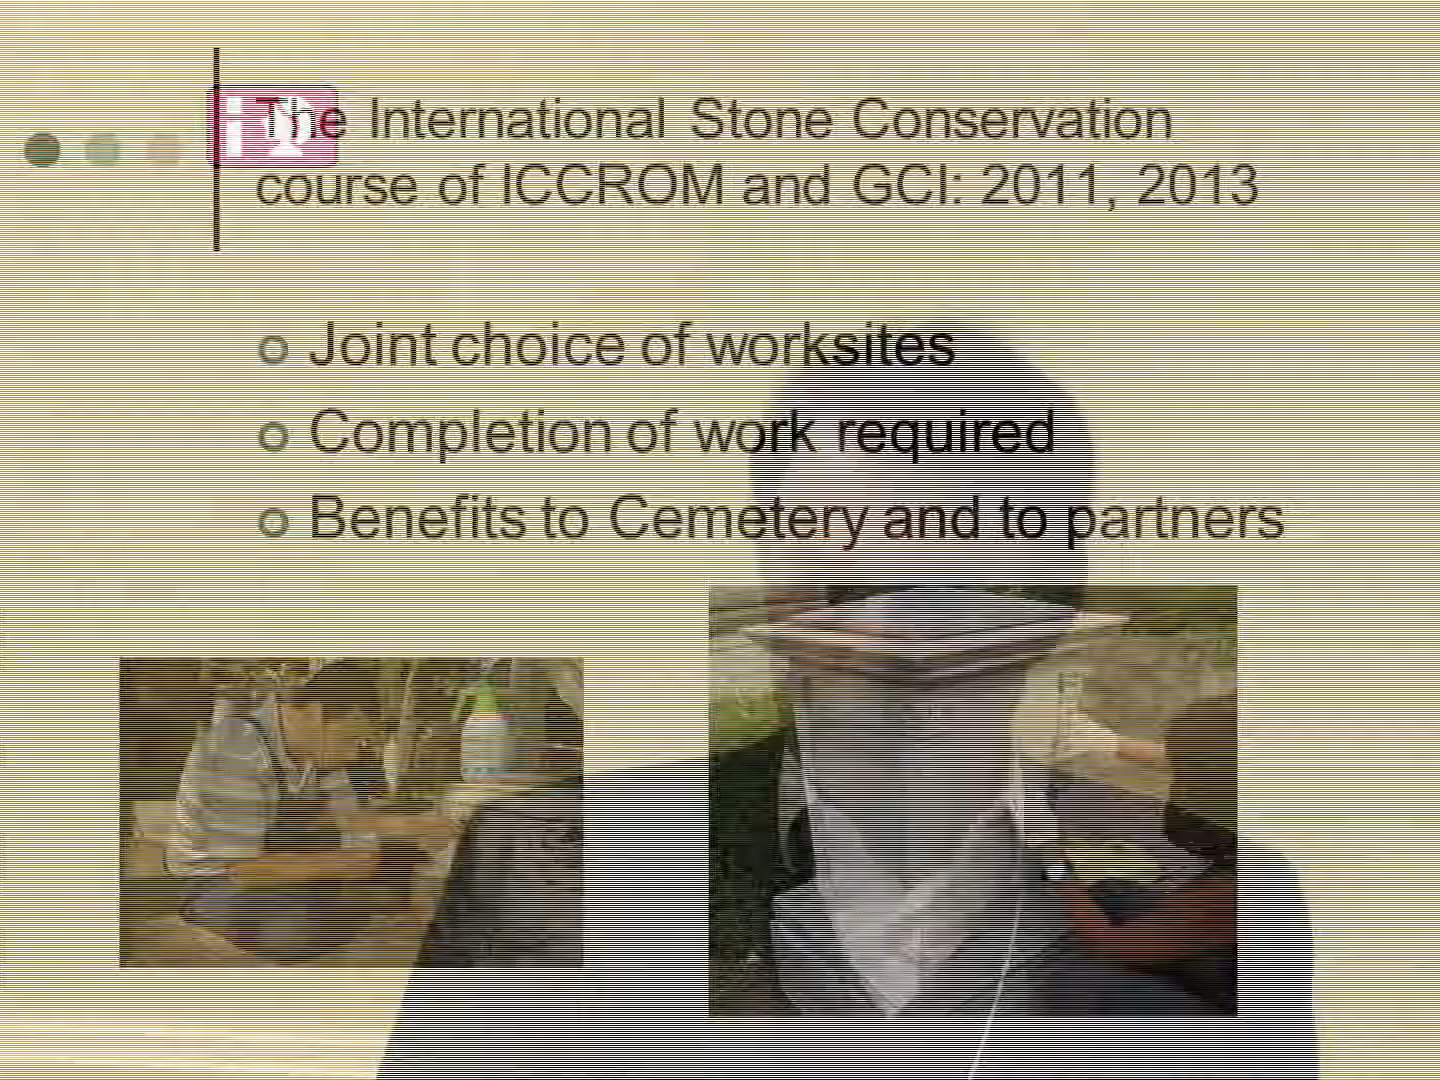 The International Stone Conservation
course of ICCROM and GCI: 2011, 2013
Joint choice of worksites
Completion of work required
Benefits to Cemetery and to partners